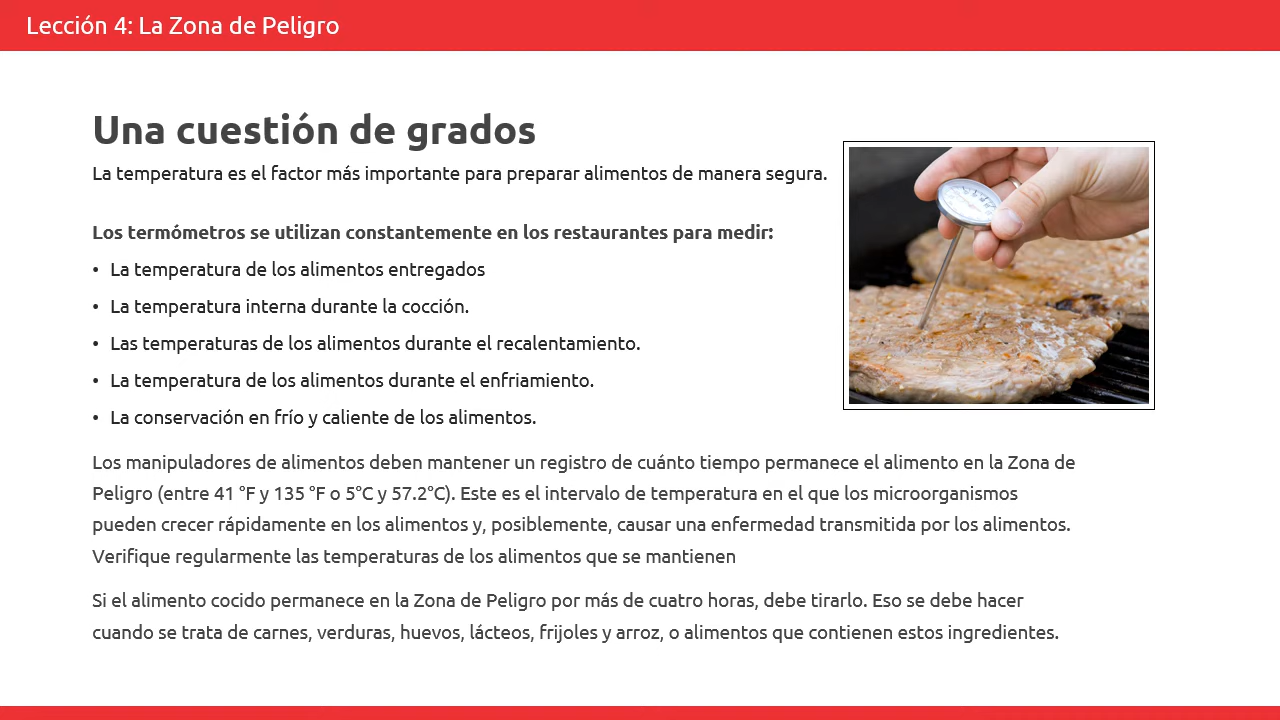 Lección 4: La Zona de Peligro
Una cuestión de grados
La temperatura es el factor más importante para preparar alimentos de manera segura.
Los termómetros se utilizan constantemente en los restaurantes para medir:
• La temperatura de los alimentos entregados
• La temperatura interna durante la cocción.
• Las temperaturas de los alimentos durante el recalentamiento.
• La temperatura de los alimentos durante el enfriamiento.
• La conservación en frío y caliente de los alimentos.
Los manipuladores de alimentos deben mantener un registro de cuánto tiempo permanece el alimento en la Zona de
Peligro (entre 41 °F y 135 °F o 5°C y 57.2°C). Este es el intervalo de temperatura en el que los microorganismos
pueden crecer rápidamente en los alimentos y, posiblemente, causar una enfermedad transmitida por los alimentos.
Verifique regularmente las temperaturas de los alimentos que se mantienen
Si el alimento cocido permanece en la Zona de Peligro por más de cuatro horas, debe tirarlo. Eso se debe hacer
cuando se trata de carnes, verduras, huevos, lácteos, frijoles y arroz, o alimentos que contienen estos ingredientes.